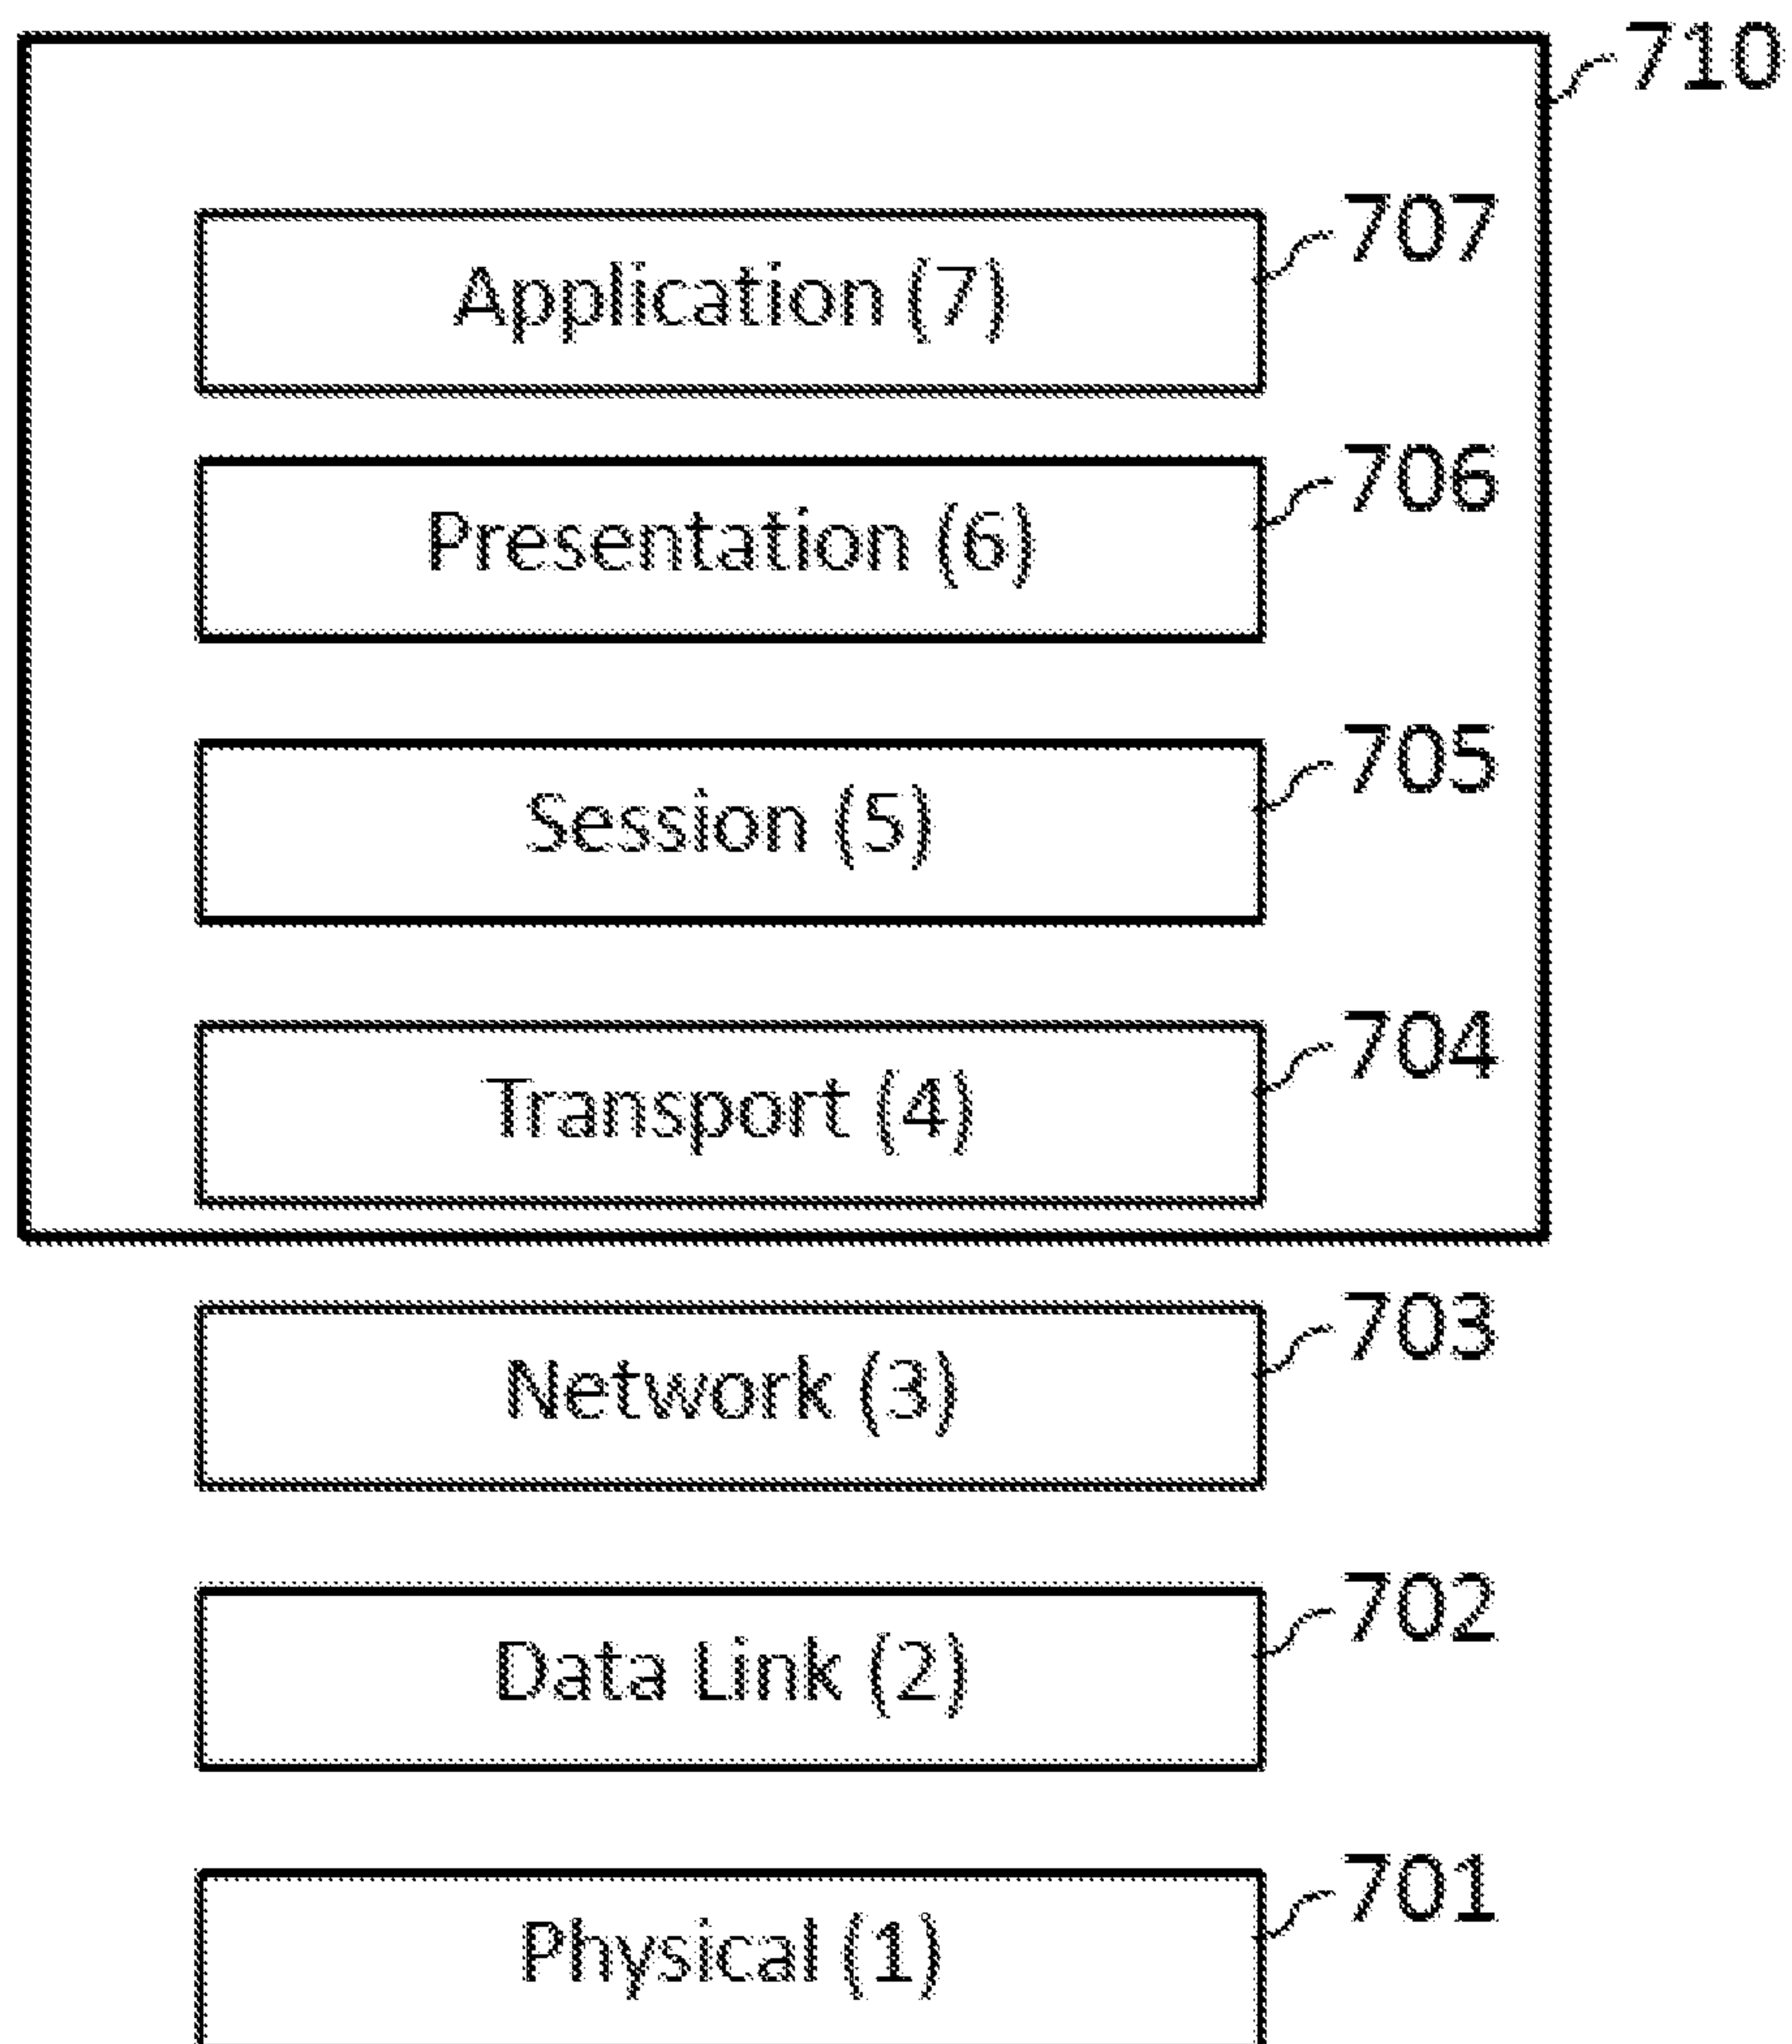 710
707
Application (7)
706
Presentation (6)
705
Session (5)
704
Transport (4)
703
Network (3)
702
Data Link (2)
701
Physical (1)